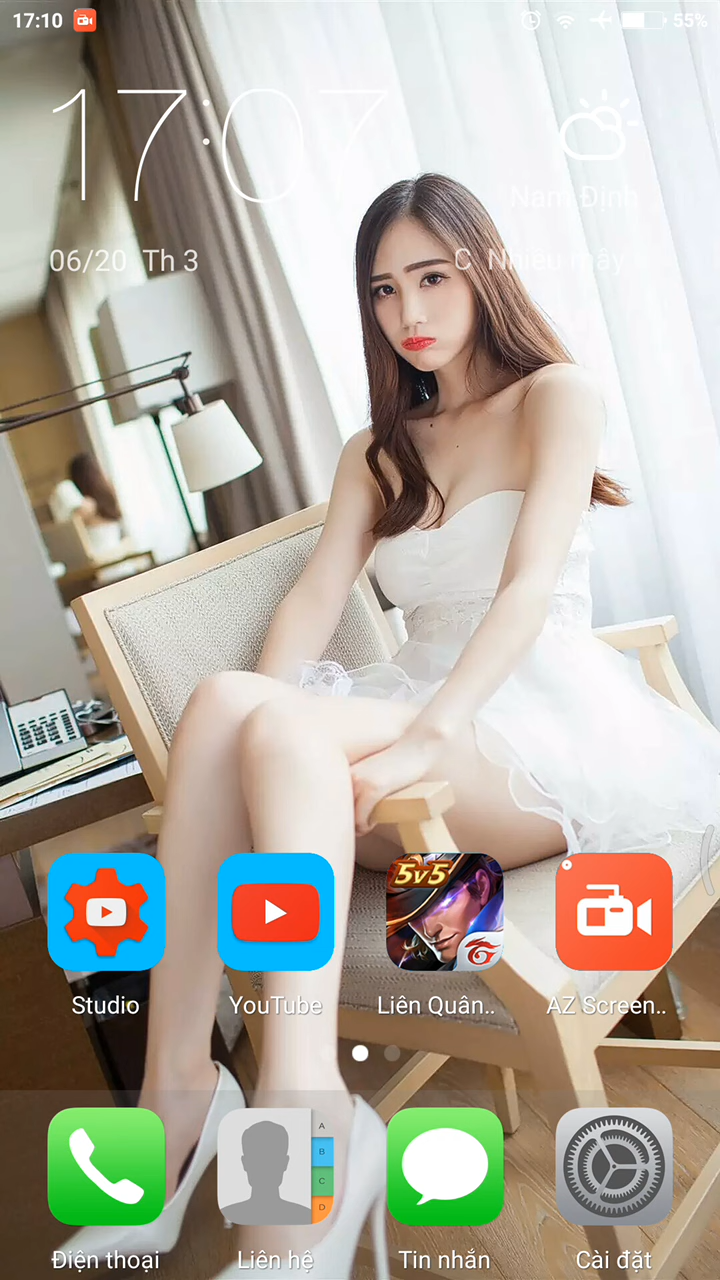 17:10 55%
17:07
Nam Định
06/20 Th 3
C Nhiều mây
5v5
Studio YouTube Liên Quân.. AZ Screen..
A
B
C
D
Điện thoại Liên hệ Tin nhắn Cài đặt